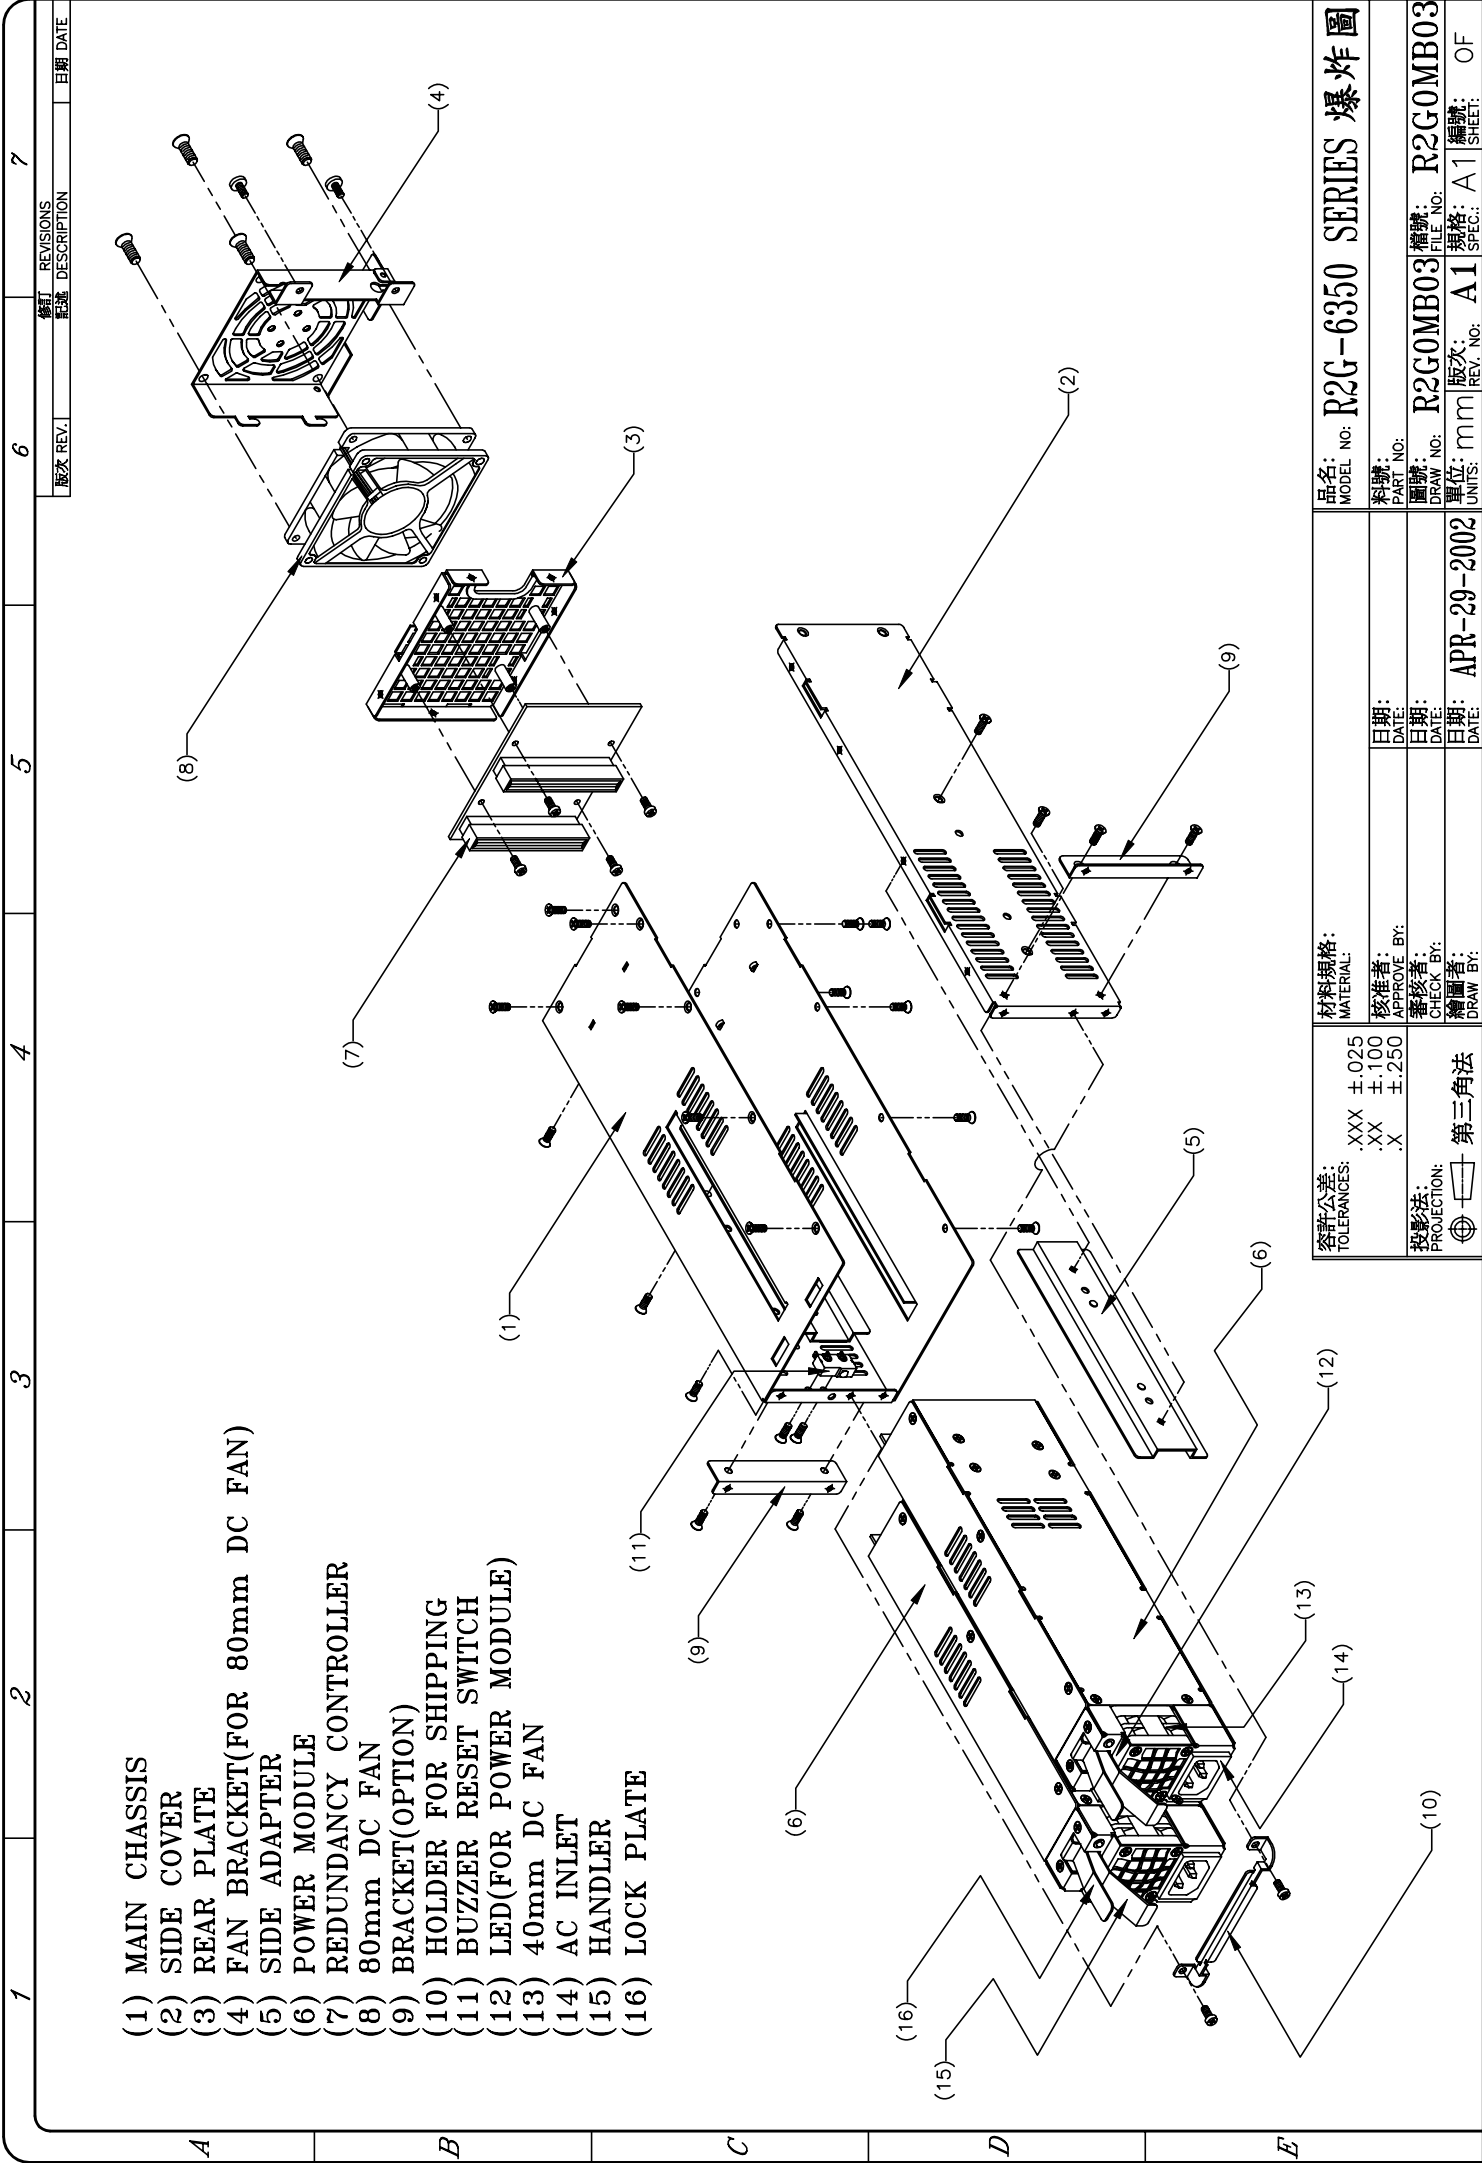 1 2 3 4 5 6 7
A
B
C
D
E
修訂 REVISIONS
版次 REV. 記述 DESCRIPTION 日期 DATE
(1) MAIN CHASSIS
(2) SIDE COVER
(3) REAR PLATE
(4) FAN BRACKET(FOR 80mm DC FAN)
(5) SIDE ADAPTER
(6) POWER MODULE
(7) REDUNDANCY CONTROLLER
(8) 80mm DC FAN
(9) BRACKET(OPTION)
(10) HOLDER FOR SHIPPING
(11) BUZZER RESET SWITCH
(12) LED(FOR POWER MODULE)
(13) 40mm DC FAN
(14) AC INLET
(15) HANDLER
(16) LOCK PLATE
(4)
(8)
(3)
(7)
(2)
(1)
(9)
(11)
(5)
(9)
(6)
(6)
(12)
(13)
(14)
(16)
(15)
(10)
容許公差:
TOLERANCES:
.XXX ±.025
.XX ±.100
.X ±.250
投影法:
PROJECTION:
第三角法
材料規格:
MATERIAL:
核准者:
APPROVE BY:
日期:
DATE:
審核者:
CHECK BY:
日期:
DATE:
繪圖者:
DRAW BY:
日期:
DATE: APR-29-2002
品名:
MODEL NO: R2G-6350 SERIES 爆炸圖
料號:
PART NO:
圖號:
DRAW NO: R2G0MB03
檔號:
FILE NO: R2G0MB03
單位:
UNITS: mm
版次:
REV. NO: A1
規格:
SPEC.: A1
編號:
SHEET: OF